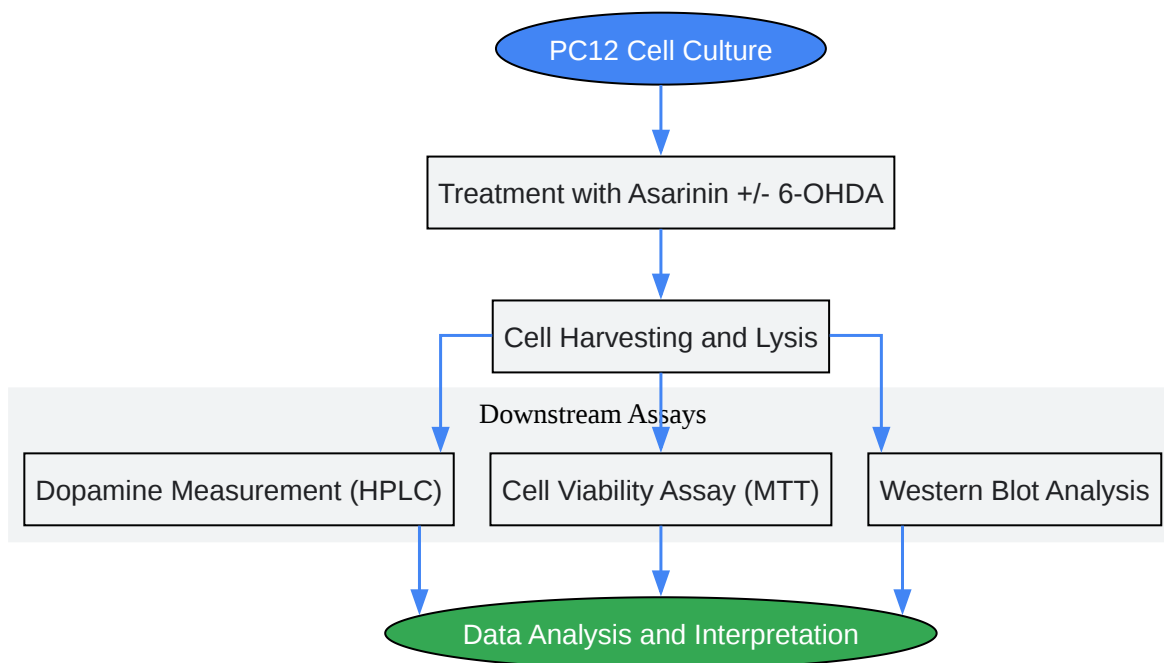 PC12 Cell Culture
Treatment with Asarinin +/- 6-OHDA
Cell Harvesting and Lysis
Downstream Assays
Dopamine Measurement (HPLC)
Cell Viability Assay (MTT)
Western Blot Analysis
Data Analysis and Interpretation